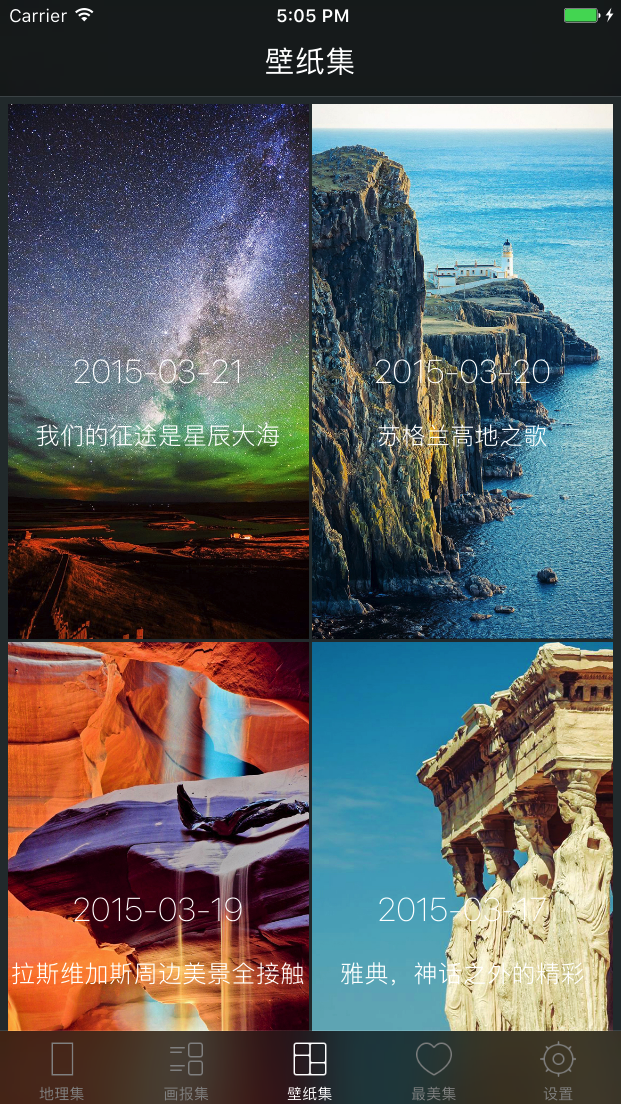 Carrier 5:05 PM
壁纸集
2015-03-21
我们的征途是星辰大海
2015-03-20
苏格兰高地之歌
2015-03-19
拉斯维加斯周边美景全接触
2015-03-17
雅典，神话之外的精彩
地理集
画报集
壁纸集
最美集
设置